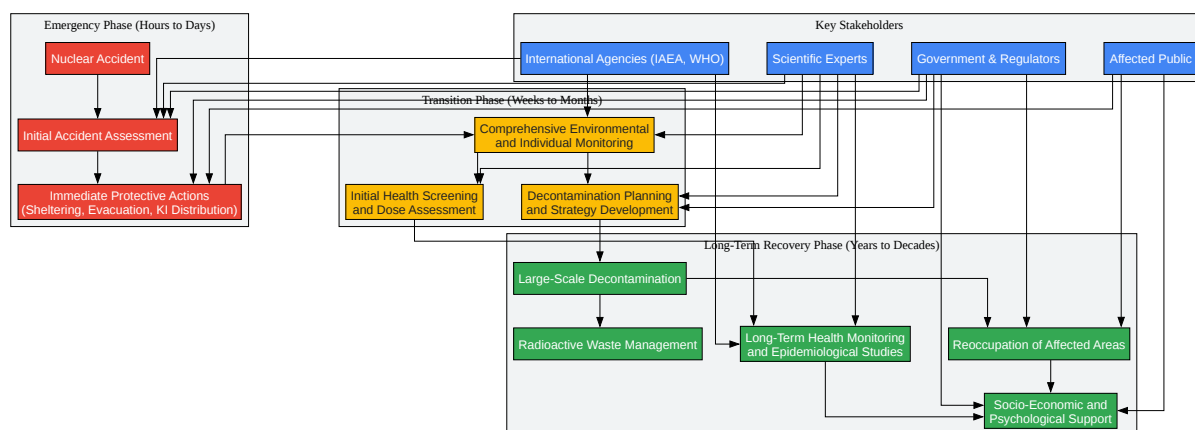 Emergency Phase (Hours to Days)
Nuclear Accident
Initial Accident Assessment
Immediate Protective Actions
(Sheltering, Evacuation, KI Distribution)
Key Stakeholders
International Agencies (IAEA, WHO)
Scientific Experts
Government & Regulators
Affected Public
Transition Phase (Weeks to Months)
Comprehensive Environmental
and Individual Monitoring
Initial Health Screening
and Dose Assessment
Decontamination Planning
and Strategy Development
Long-Term Recovery Phase (Years to Decades)
Large-Scale Decontamination
Radioactive Waste Management
Long-Term Health Monitoring
and Epidemiological Studies
Reoccupation of Affected Areas
Socio-Economic and
Psychological Support